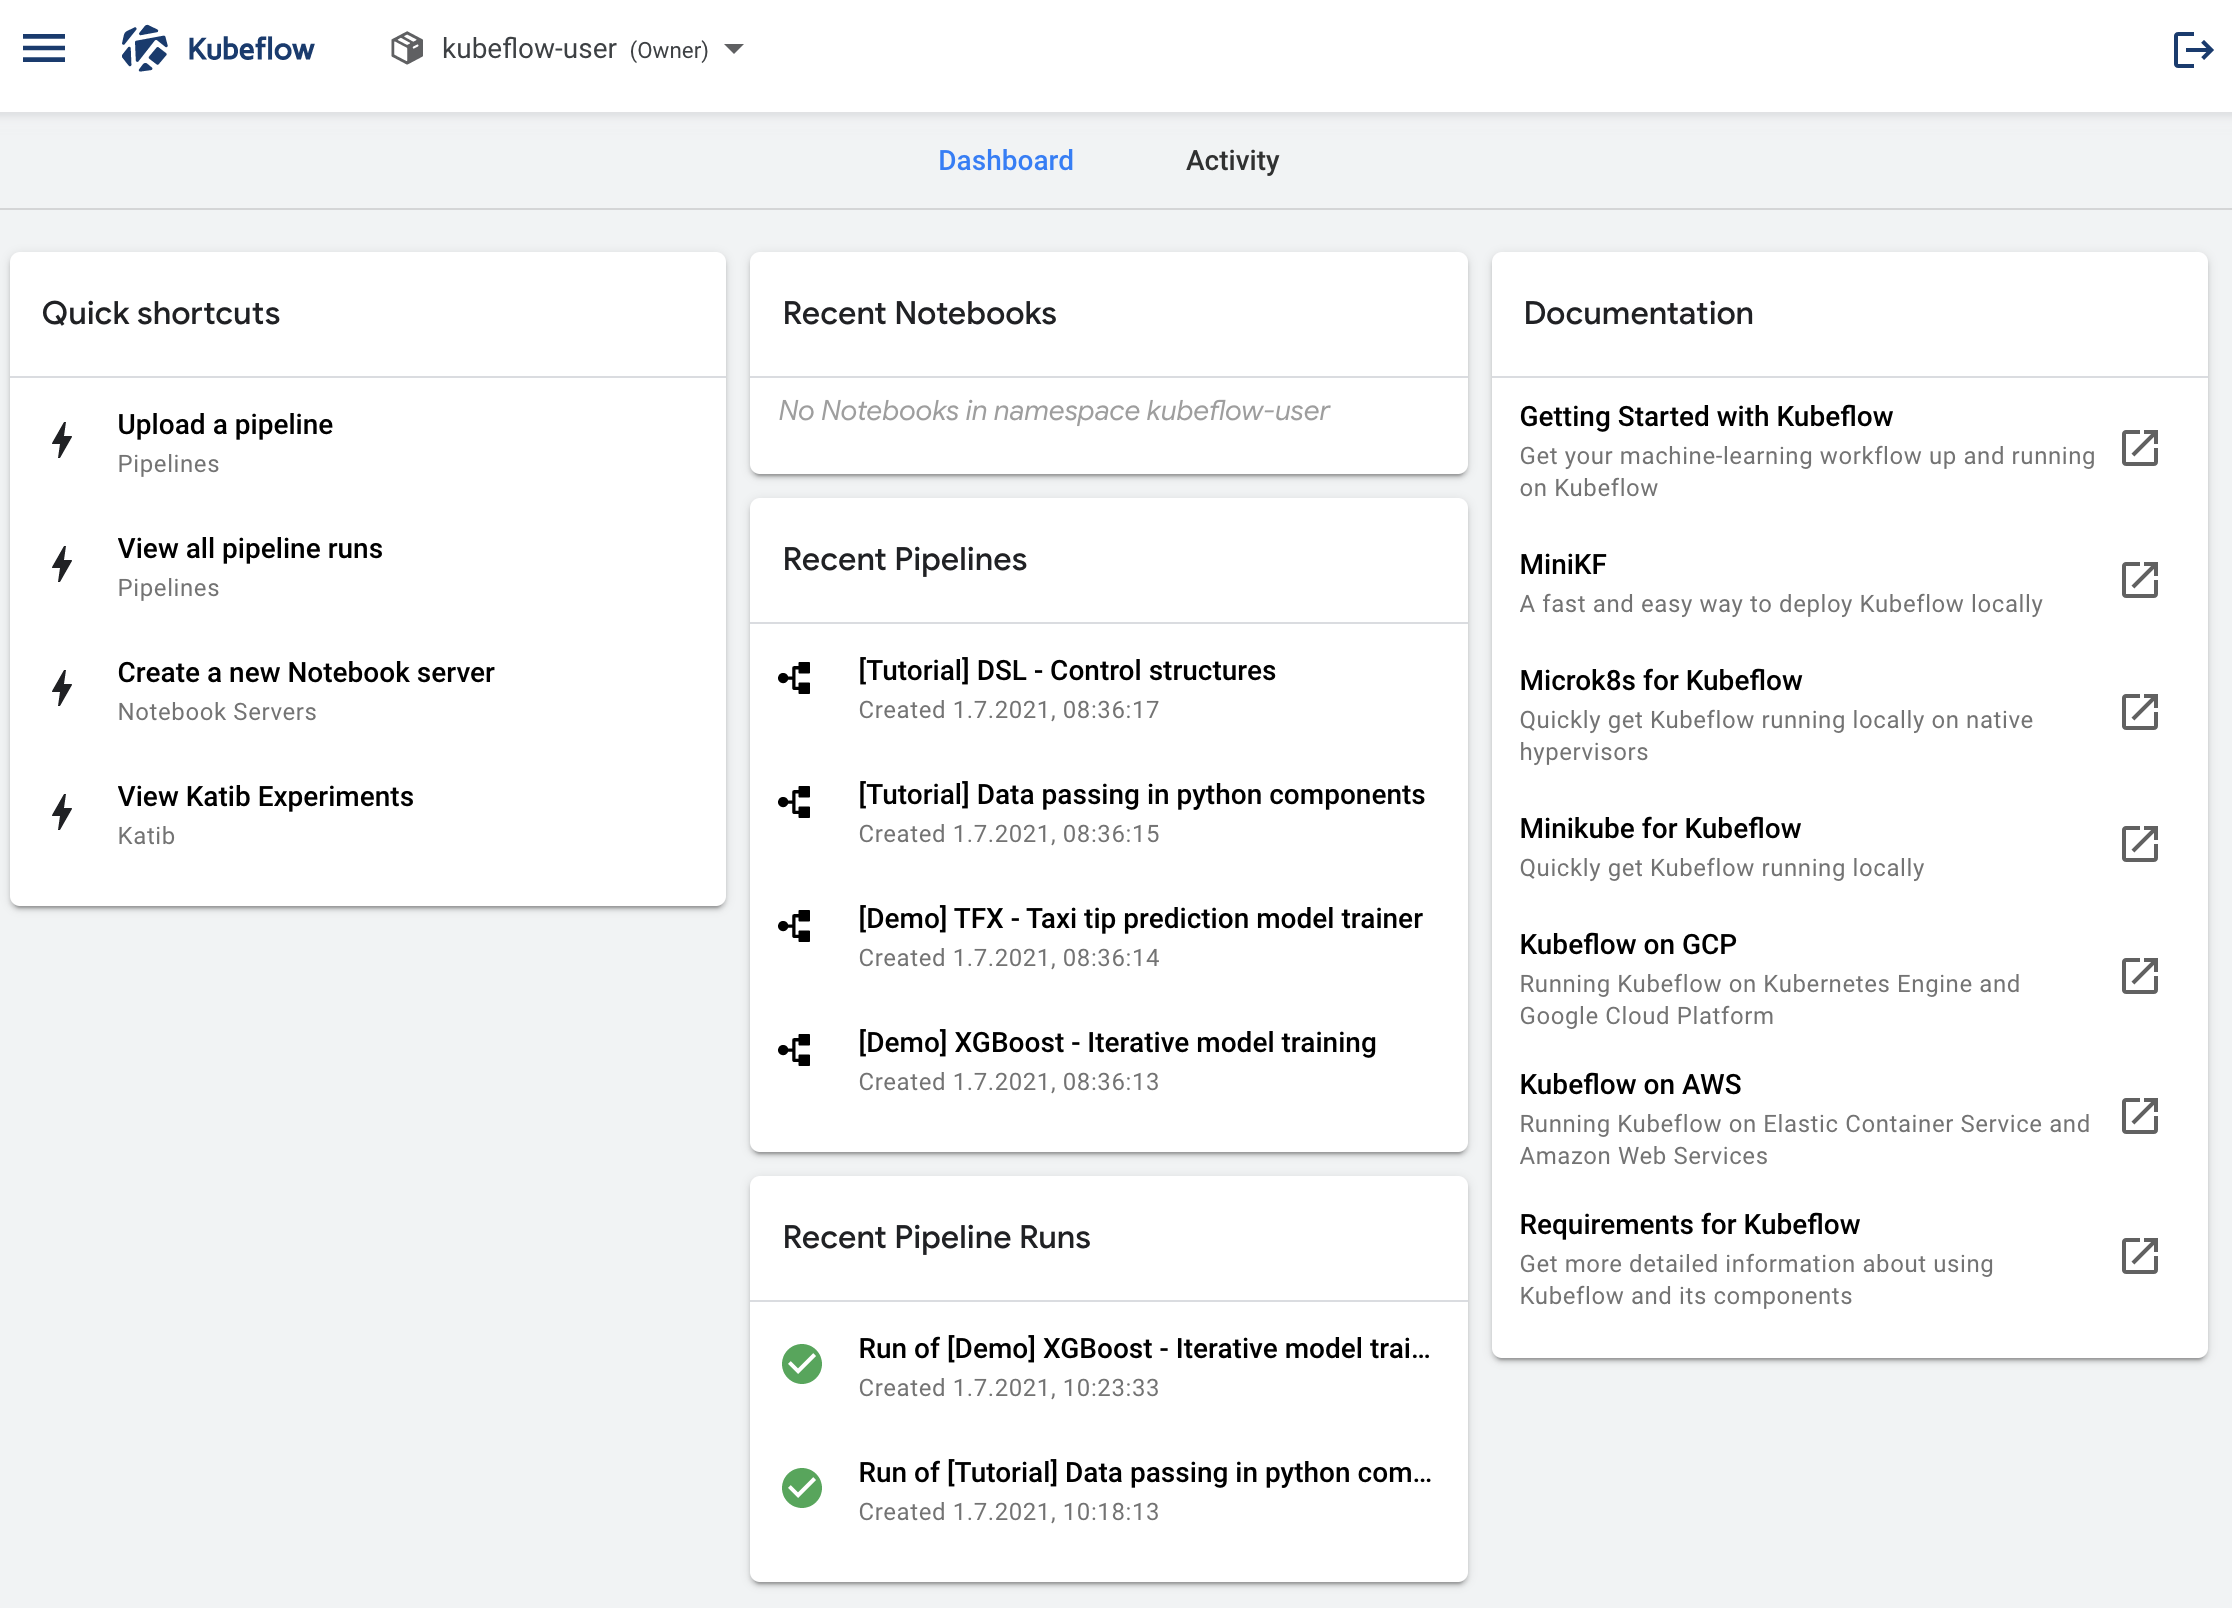 Kubeflow
kubeflow-user (Owner)
Dashboard
Activity
Quick shortcuts
Upload a pipeline
Pipelines
View all pipeline runs
Pipelines
Create a new Notebook server
Notebook Servers
View Katib Experiments
Katib
Recent Notebooks
No Notebooks in namespace kubeflow-user
Recent Pipelines
[Tutorial] DSL - Control structures
Created 1.7.2021, 08:36:17
[Tutorial] Data passing in python components
Created 1.7.2021, 08:36:15
[Demo] TFX - Taxi tip prediction model trainer
Created 1.7.2021, 08:36:14
[Demo] XGBoost - Iterative model training
Created 1.7.2021, 08:36:13
Recent Pipeline Runs
Run of [Demo] XGBoost - Iterative model trai...
Created 1.7.2021, 10:23:33
Run of [Tutorial] Data passing in python com...
Created 1.7.2021, 10:18:13
Documentation
Getting Started with Kubeflow
Get your machine-learning workflow up and running
on Kubeflow
MiniKF
A fast and easy way to deploy Kubeflow locally
Microk8s for Kubeflow
Quickly get Kubeflow running locally on native
hypervisors
Minikube for Kubeflow
Quickly get Kubeflow running locally
Kubeflow on GCP
Running Kubeflow on Kubernetes Engine and
Google Cloud Platform
Kubeflow on AWS
Running Kubeflow on Elastic Container Service and
Amazon Web Services
Requirements for Kubeflow
Get more detailed information about using
Kubeflow and its components